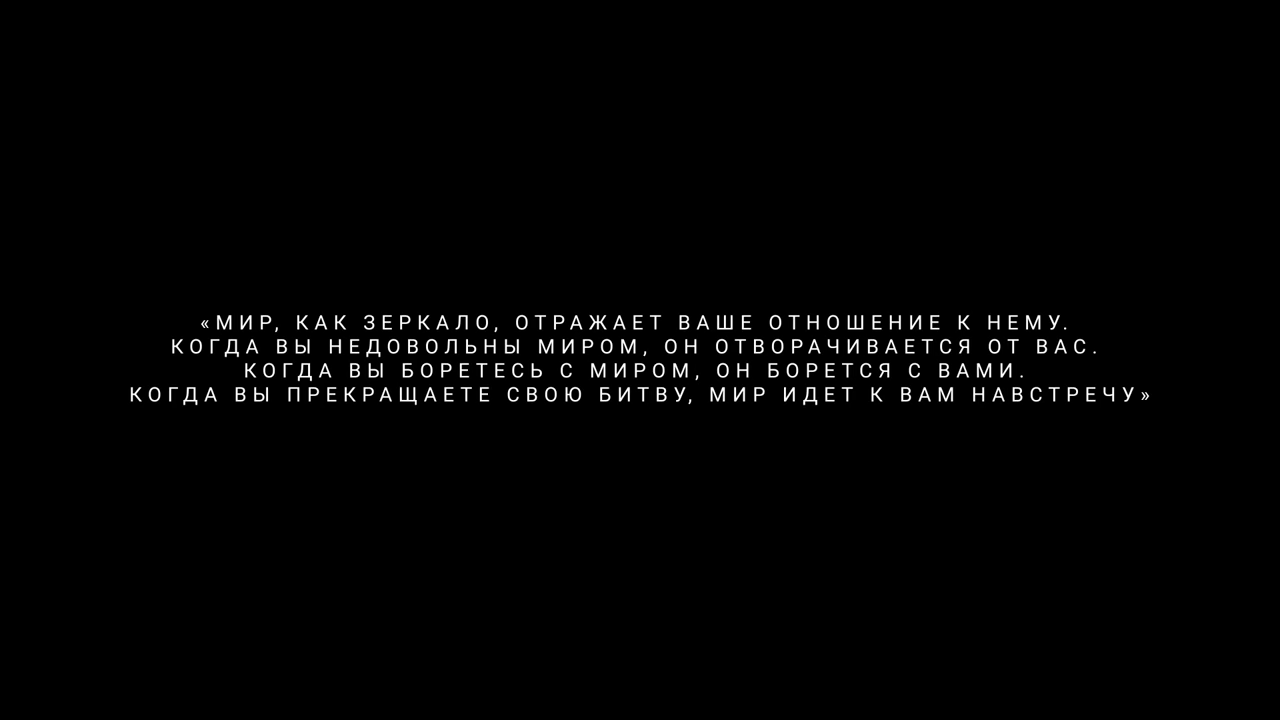 «МИР, КАК ЗЕРКАЛО, ОТРАЖАЕТ ВАШЕ ОТНОШЕНИЕ К НЕМУ.
КОГДА ВЫ НЕДОВОЛЬНЫ МИРОМ, ОН ОТВОРАЧИВАЕТСЯ ОТ ВАС.
КОГДА ВЫ БОРЕТЕСЬ С МИРОМ, ОН БОРЕТСЯ С ВАМИ.
КОГДА ВЫ ПРЕКРАЩАЕТЕ СВОЮ БИТВУ, МИР ИДЕТ К ВАМ НАВСТРЕЧУ»